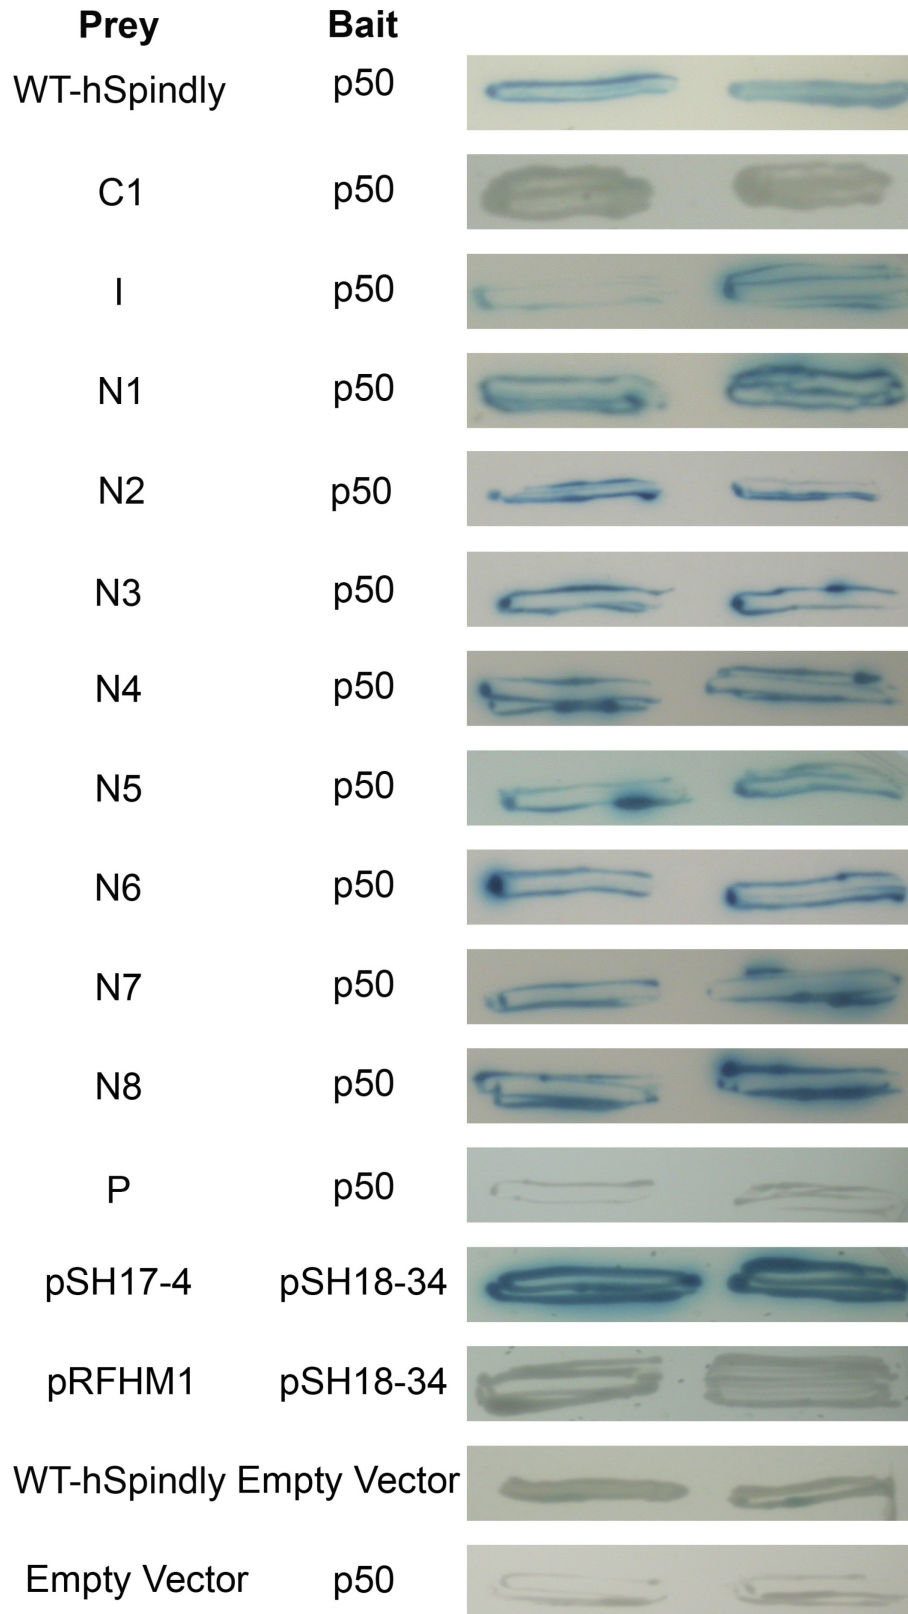 Prey Bait
WT-hSpindly p50
C1 p50
I p50
N1 p50
N2 p50
N3 p50
N4 p50
N5 p50
N6 p50
N7 p50
N8 p50
P p50
pSH17-4 pSH18-34
pRFHM1 pSH18-34
WT-hSpindly Empty Vector
Empty Vector p50